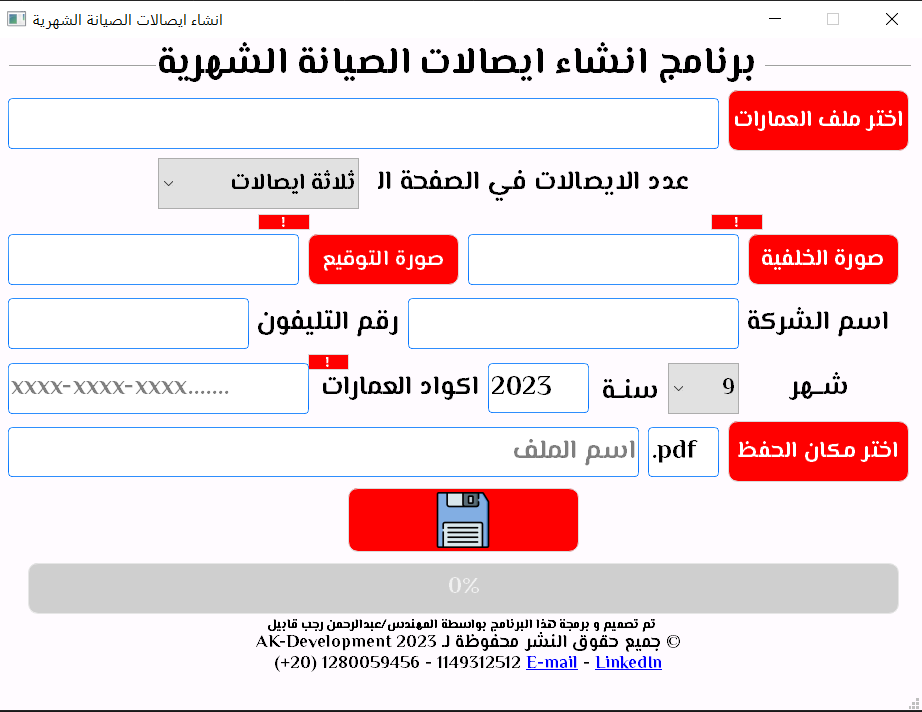 انشاء ايصالات الصيانة الشهرية
برنامج انشاء ايصالات الصيانة الشهرية
اختر ملف العمارات
عدد الايصالات في الصفحة ال
ثلاثة ايصالات
!
!
صورة الخلفية
صورة التوقيع
اسم الشركة
رقم التليفون
!
شـهر
9
سنـة
2023
اكواد العمارات
xxxx-xxxx-xxxx.......
اختر مكان الحفظ
.pdf
اسم الملف
0%
تم تصميم و برمجة هذا البرنامج بواسطة المهندس/عبدالرحمن رجب قابيل
© جميع حقوق النشر محفوظة لـ AK-Development 2023
(+20) 1280059456 - 1149312512 E-mail - LinkedIn